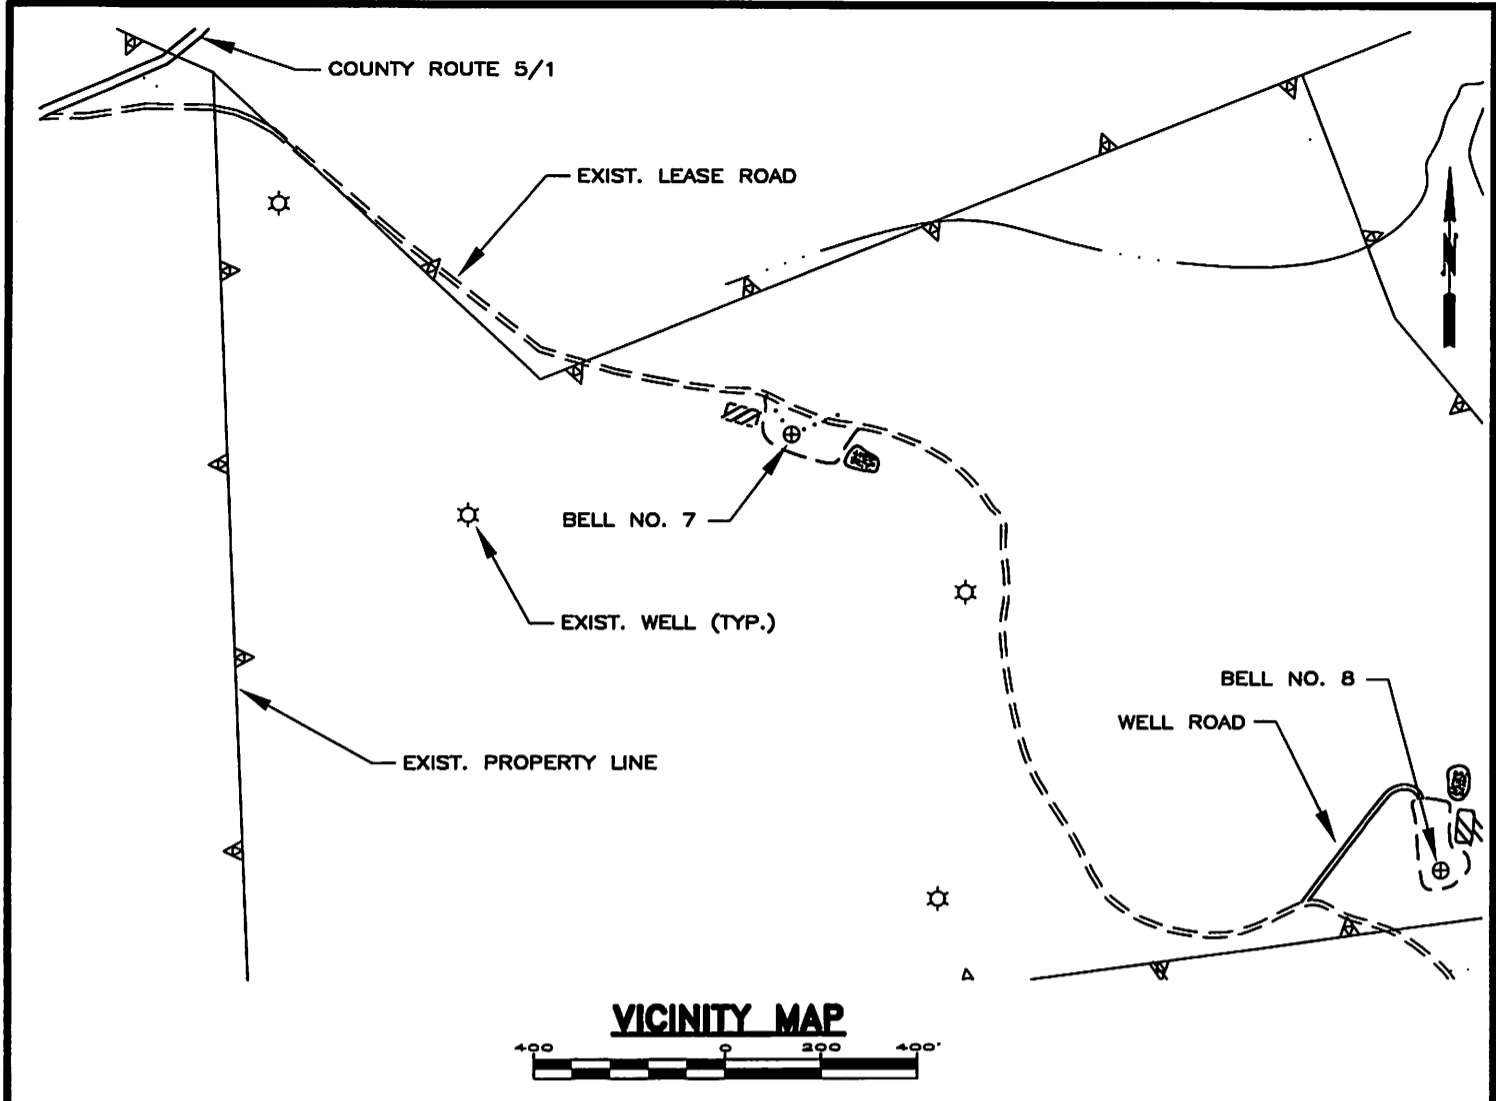 COUNTY ROUTE 5/1
EXIST. LEASE ROAD
N
BELL NO. 7
EXIST. WELL (TYP.)
BELL NO. 8
WELL ROAD
EXIST. PROPERTY LINE
VICINITY MAP
400 0 200 400'